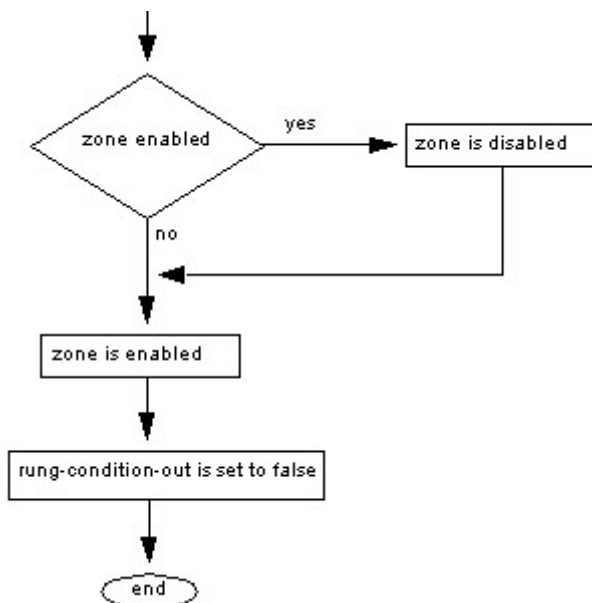 zone enabled
yes
zone is disabled
no
zone is enabled
rung-condition-out is set to false
end